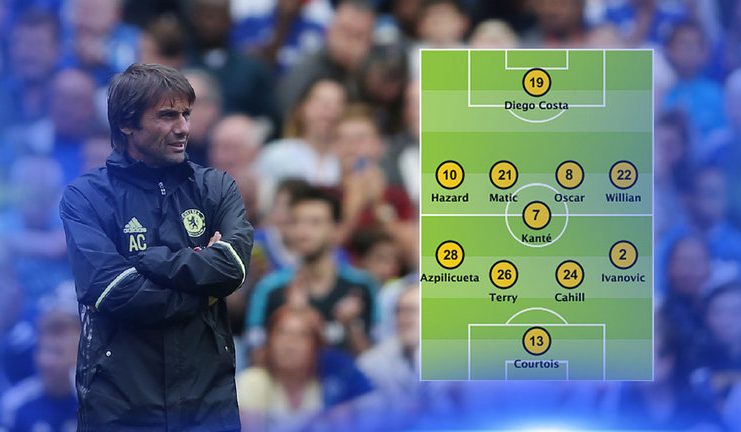 19
Diego Costa
10 21 8 22
Hazard Matic Oscar Willian
7
Kanté
28 2
Azpilicueta Ivanovic
26 24
Terry Cahill
13
Courtois
AC